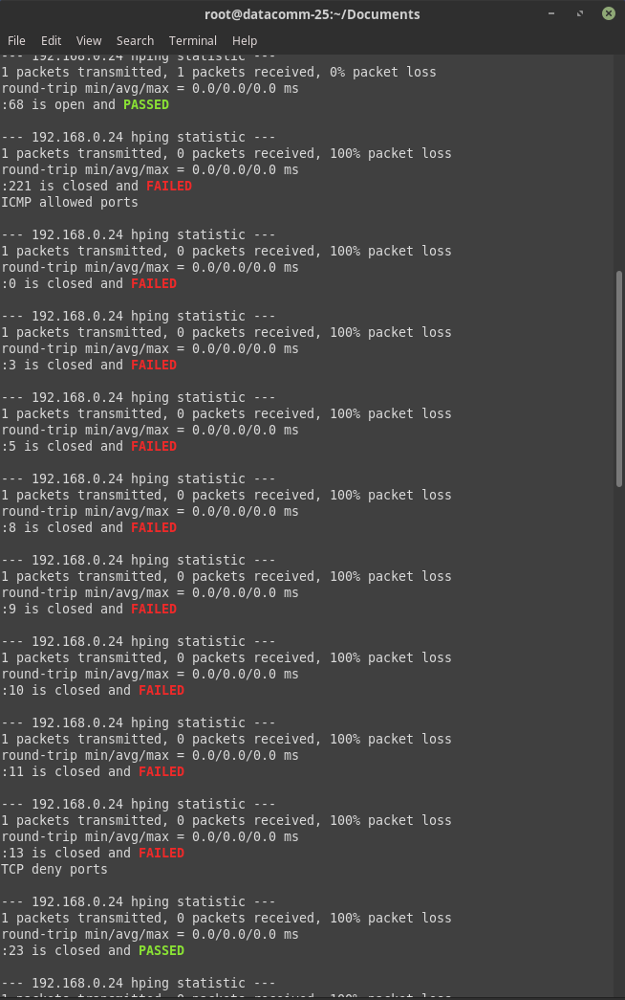 root@datacomm-25:~/Documents
File Edit View Search Terminal Help
--- 192.168.0.24 hping statistic ---
1 packets transmitted, 1 packets received, 0% packet loss
round-trip min/avg/max = 0.0/0.0/0.0 ms
:68 is open and PASSED

--- 192.168.0.24 hping statistic ---
1 packets transmitted, 0 packets received, 100% packet loss
round-trip min/avg/max = 0.0/0.0/0.0 ms
:221 is closed and FAILED
ICMP allowed ports

--- 192.168.0.24 hping statistic ---
1 packets transmitted, 0 packets received, 100% packet loss
round-trip min/avg/max = 0.0/0.0/0.0 ms
:0 is closed and FAILED

--- 192.168.0.24 hping statistic ---
1 packets transmitted, 0 packets received, 100% packet loss
round-trip min/avg/max = 0.0/0.0/0.0 ms
:3 is closed and FAILED

--- 192.168.0.24 hping statistic ---
1 packets transmitted, 0 packets received, 100% packet loss
round-trip min/avg/max = 0.0/0.0/0.0 ms
:5 is closed and FAILED

--- 192.168.0.24 hping statistic ---
1 packets transmitted, 0 packets received, 100% packet loss
round-trip min/avg/max = 0.0/0.0/0.0 ms
:8 is closed and FAILED

--- 192.168.0.24 hping statistic ---
1 packets transmitted, 0 packets received, 100% packet loss
round-trip min/avg/max = 0.0/0.0/0.0 ms
:9 is closed and FAILED

--- 192.168.0.24 hping statistic ---
1 packets transmitted, 0 packets received, 100% packet loss
round-trip min/avg/max = 0.0/0.0/0.0 ms
:10 is closed and FAILED

--- 192.168.0.24 hping statistic ---
1 packets transmitted, 0 packets received, 100% packet loss
round-trip min/avg/max = 0.0/0.0/0.0 ms
:11 is closed and FAILED

--- 192.168.0.24 hping statistic ---
1 packets transmitted, 0 packets received, 100% packet loss
round-trip min/avg/max = 0.0/0.0/0.0 ms
:13 is closed and FAILED
TCP deny ports

--- 192.168.0.24 hping statistic ---
1 packets transmitted, 0 packets received, 100% packet loss
round-trip min/avg/max = 0.0/0.0/0.0 ms
:23 is closed and PASSED

--- 192.168.0.24 hping statistic ---
1 packets transmitted, 0 packets received, 100% packet loss